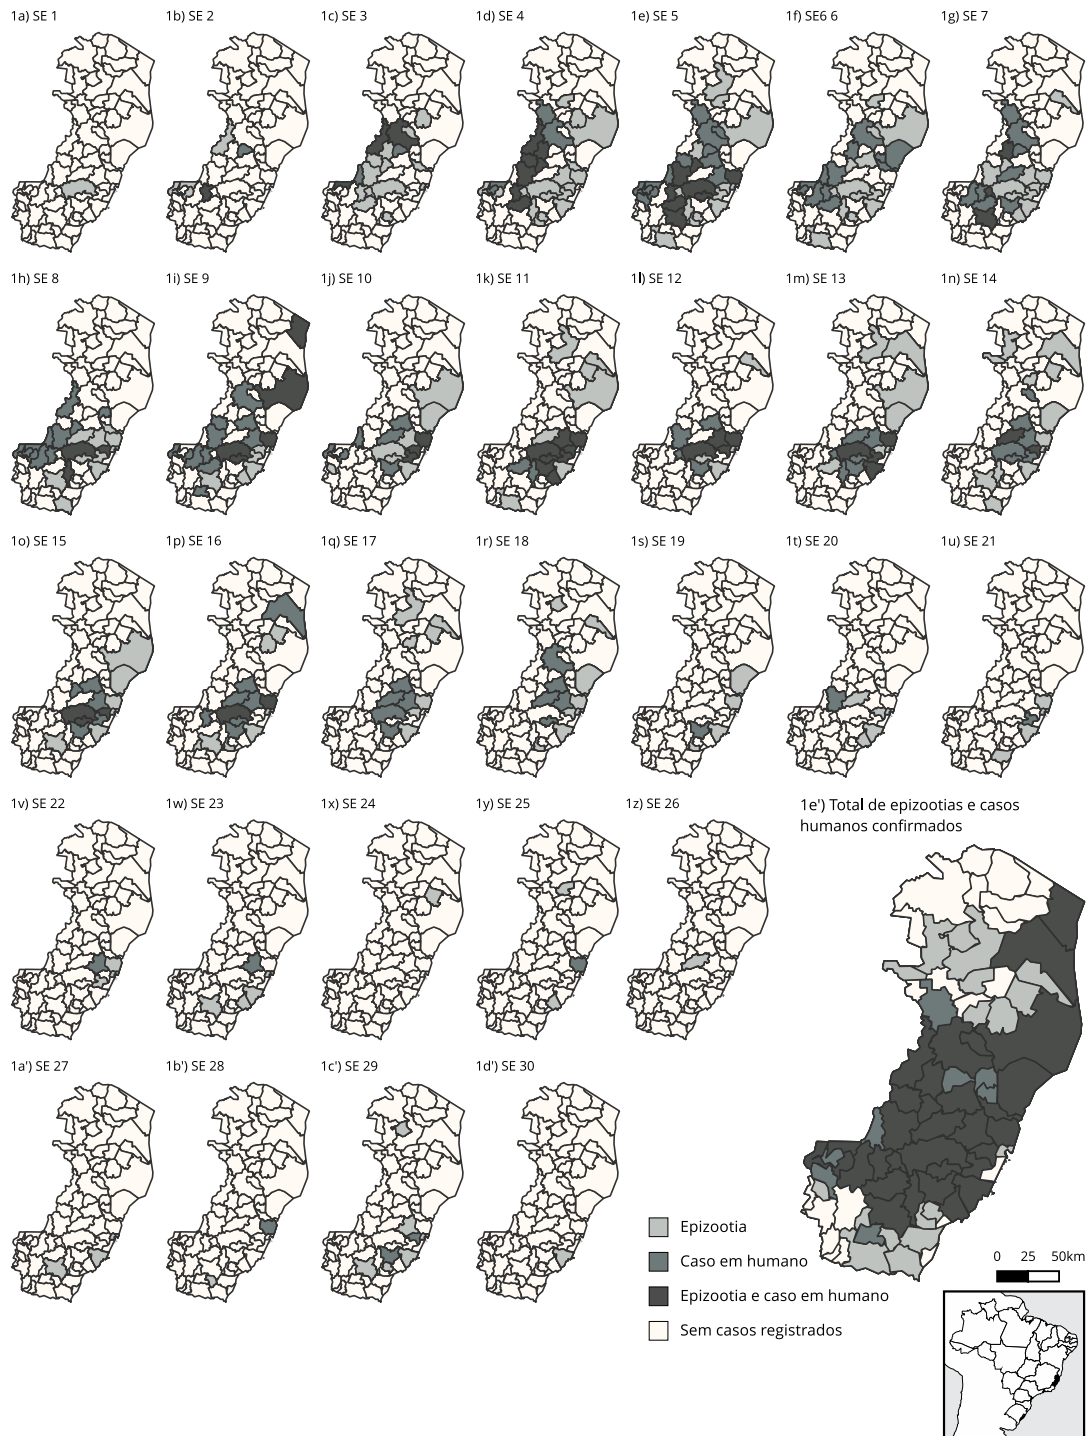 1a) SE 1
1b) SE 2
1c) SE 3
1d) SE 4
1e) SE 5
1f) SE6 6
1g) SE 7
1h) SE 8
1i) SE 9
1j) SE 10
1k) SE 11
1l) SE 12
1m) SE 13
1n) SE 14
1o) SE 15
1p) SE 16
1q) SE 17
1r) SE 18
1s) SE 19
1t) SE 20
1u) SE 21
1v) SE 22
1w) SE 23
1x) SE 24
1y) SE 25
1z) SE 26
1e') Total de epizootias e casos
humanos confirmados
1a') SE 27
1b') SE 28
1c') SE 29
1d') SE 30
Epizootia
Caso em humano
Epizootia e caso em humano
Sem casos registrados
0 25 50km